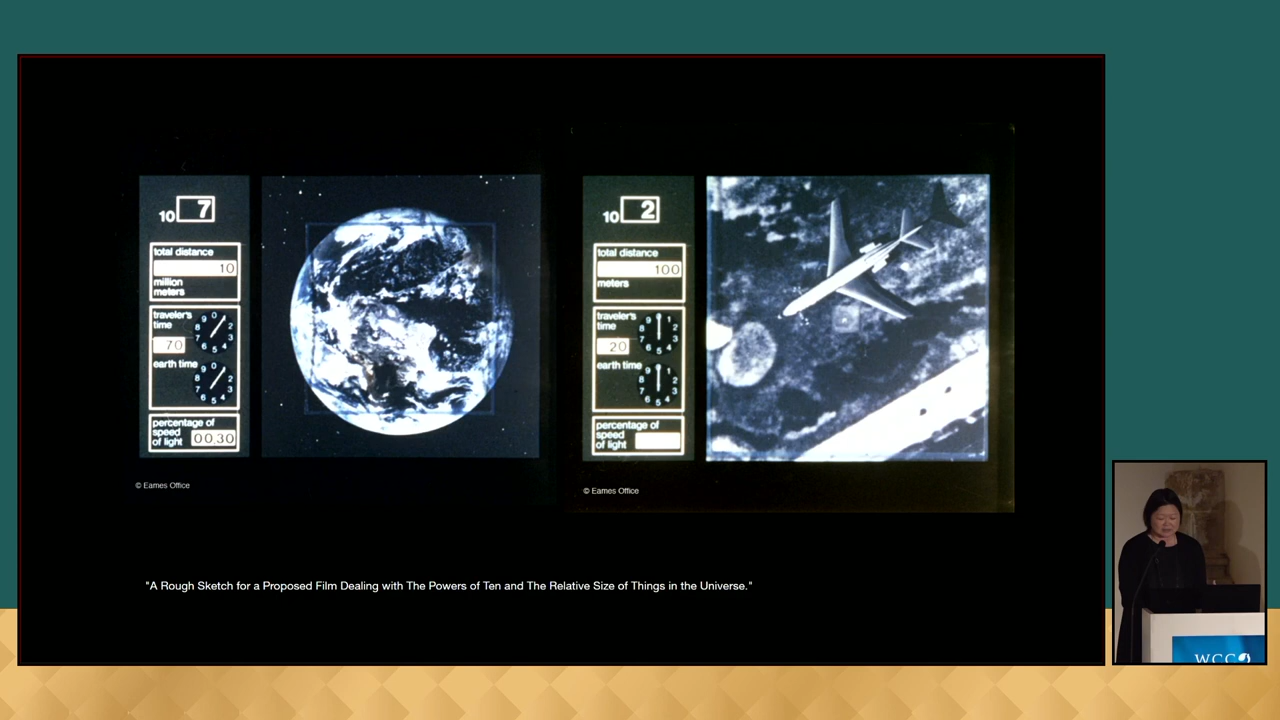 10 7
total distance
10
million
meters
traveler's
time
70
earth time
percentage of
speed
of light 00,30
© Eames Office
10 2
total distance
100
meters
traveler's
time
20
earth time
percentage of
speed
of light
© Eames Office
"A Rough Sketch for a Proposed Film Dealing with The Powers of Ten and The Relative Size of Things in the Universe."
WCC